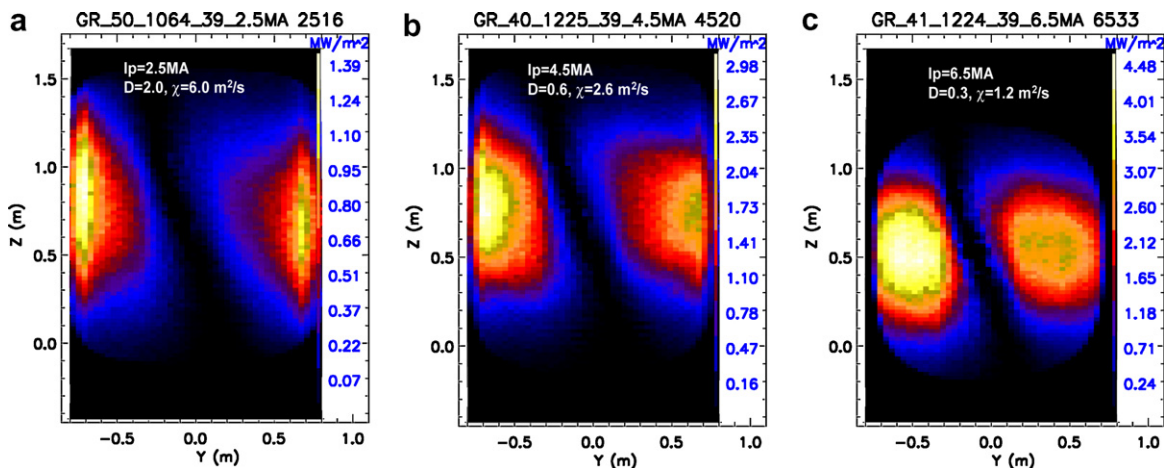 a
GR_50_1064_39_2.5MA 2516
MW/m^2
Ip=2.5MA
D=2.0, χ=6.0 m²/s
1.39
1.24
1.10
0.95
0.80
0.66
0.51
0.37
0.22
0.07
1.5
1.0
0.5
0.0
Z (m)
−0.5
0.0
0.5
1.0
Y (m)
b
GR_40_1225_39_4.5MA 4520
MW/m^2
Ip=4.5MA
D=0.6, χ=2.6 m²/s
2.98
2.67
2.35
2.04
1.73
1.41
1.10
0.78
0.47
0.16
1.5
1.0
0.5
0.0
Z (m)
−0.5
0.0
0.5
1.0
Y (m)
c
GR_41_1224_39_6.5MA 6533
MW/m^2
Ip=6.5MA
D=0.3, χ=1.2 m²/s
4.48
4.01
3.54
3.07
2.60
2.12
1.65
1.18
0.71
0.24
1.5
1.0
0.5
0.0
Z (m)
−0.5
0.0
0.5
1.0
Y (m)